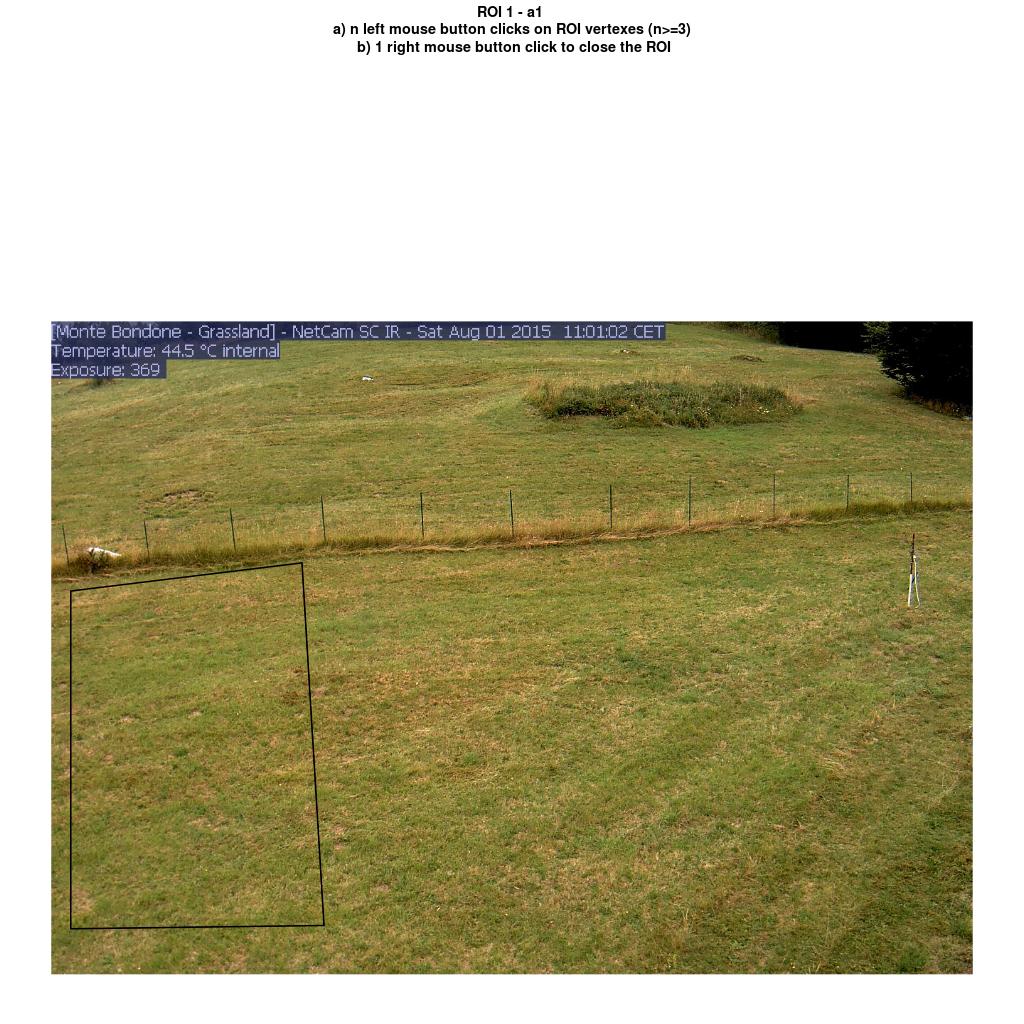 ROI 1 - a1
a) n left mouse button clicks on ROI vertexes (n>=3)
b) 1 right mouse button click to close the ROI
[Monte Bondone - Grassland] - NetCam SC IR - Sat Aug 01 2015 11:01:02 CET
Temperature: 44.5 °C internal
Exposure: 369